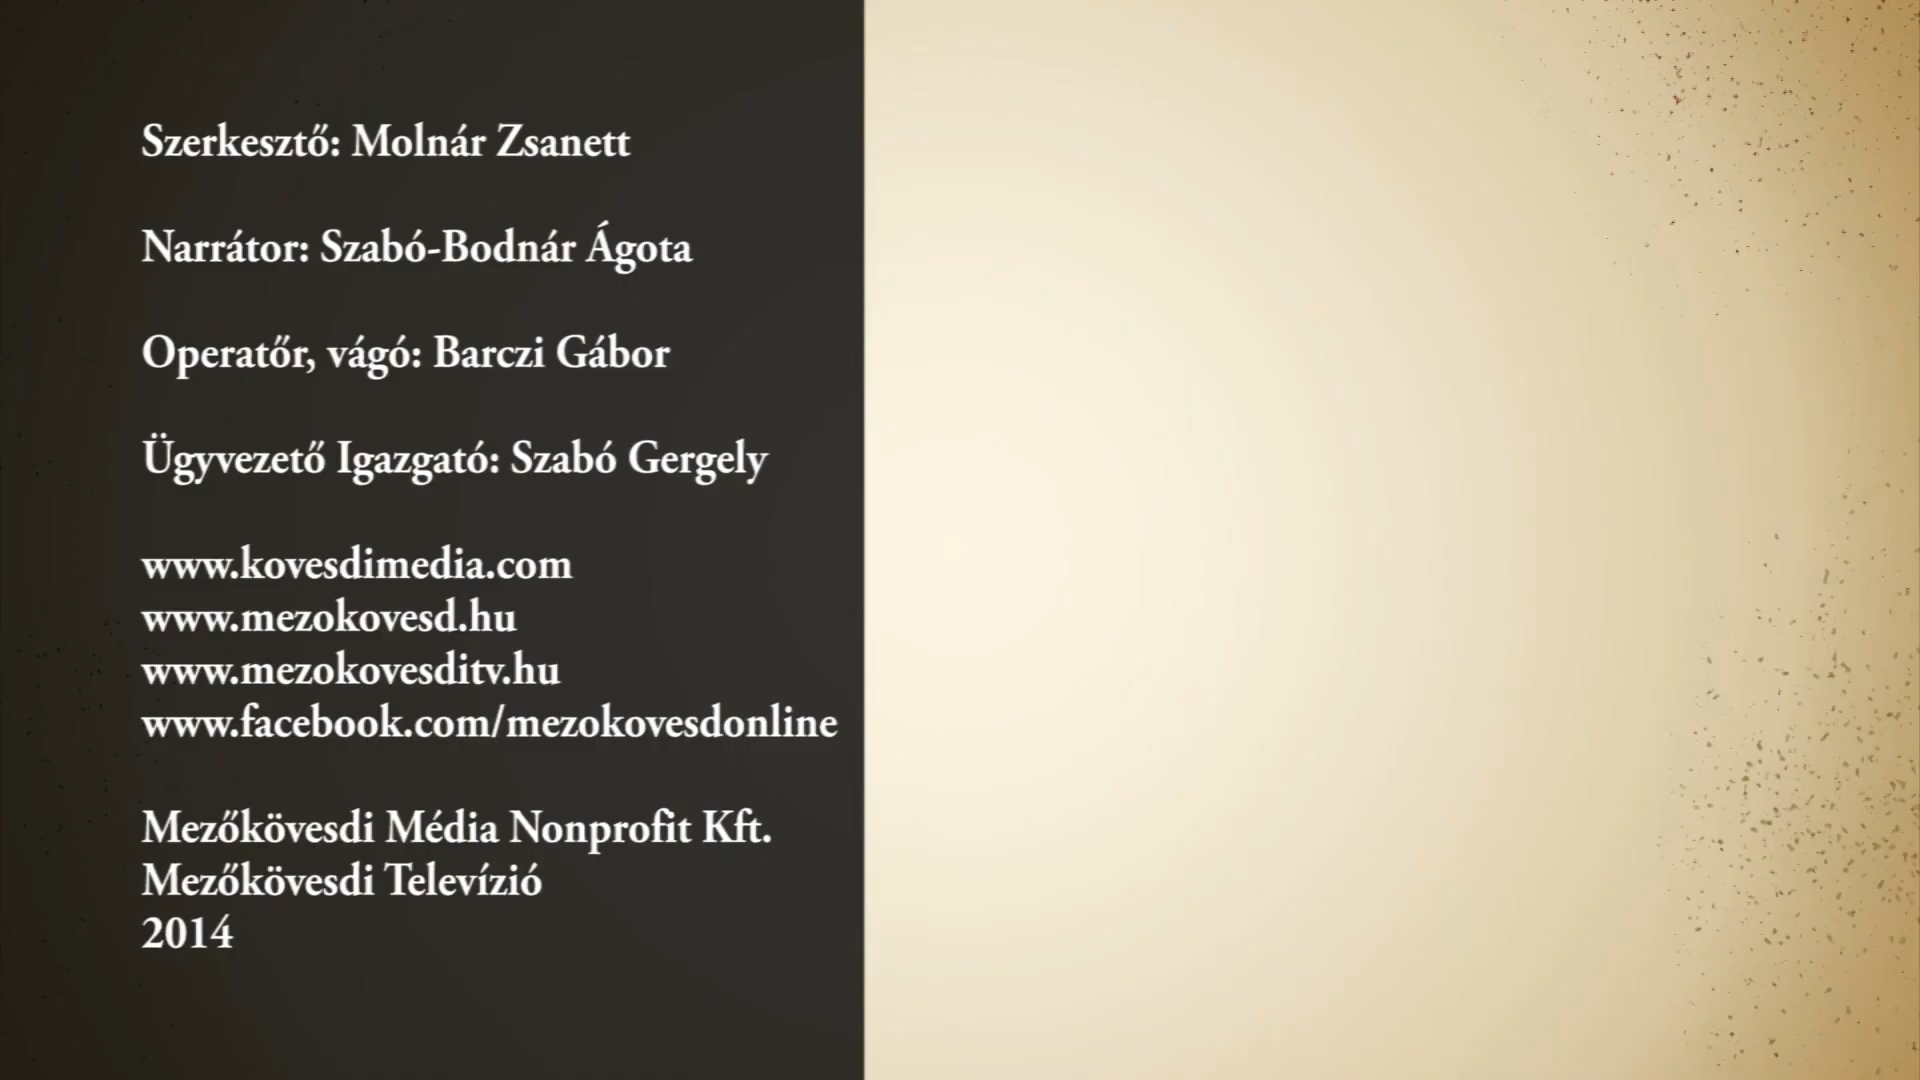 Szerkesztő: Molnár Zsanett
Narrátor: Szabó-Bodnár Ágota
Operatőr, vágó: Barczi Gábor
Ügyvezető Igazgató: Szabó Gergely
www.kovesdimedia.com
www.mezokovesd.hu
www.mezokovesditv.hu
www.facebook.com/mezokovesdonline
Mezőkövesdi Média Nonprofit Kft.
Mezőkövesdi Televízió
2014